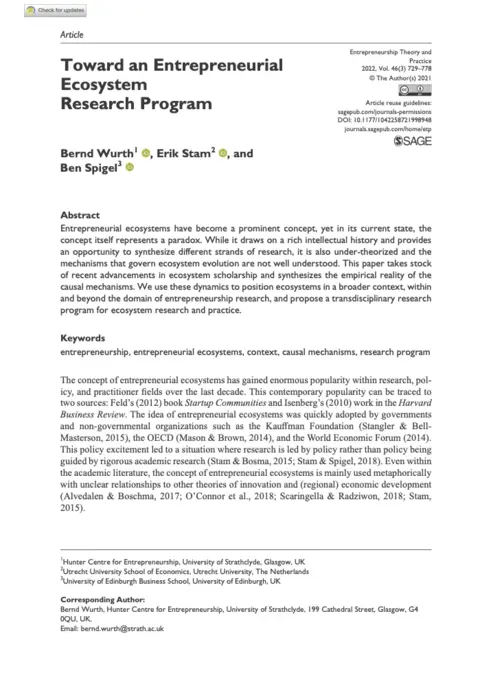 Check for updates
Article
Toward an Entrepreneurial
Ecosystem
Research Program
Entrepreneurship Theory and
Practice
2022, Vol. 46(3) 729–778
© The Author(s) 2021
Article reuse guidelines:
sagepub.com/journals-permissions
DOI: 10.1177/1042258721998948
journals.sagepub.com/home/etp
SAGE
Bernd Wurth1, Erik Stam2, and
Ben Spigel3
Abstract
Entrepreneurial ecosystems have become a prominent concept, yet in its current state, the
concept itself represents a paradox. While it draws on a rich intellectual history and provides
an opportunity to synthesize different strands of research, it is also under-theorized and the
mechanisms that govern ecosystem evolution are not well understood. This paper takes stock
of recent advancements in ecosystem scholarship and synthesizes the empirical reality of the
causal mechanisms. We use these dynamics to position ecosystems in a broader context, within
and beyond the domain of entrepreneurship research, and propose a transdisciplinary research
program for ecosystem research and practice.
Keywords
entrepreneurship, entrepreneurial ecosystems, context, causal mechanisms, research program
The concept of entrepreneurial ecosystems has gained enormous popularity within research, pol-
icy, and practitioner fields over the last decade. This contemporary popularity can be traced to
two sources: Feld's (2012) book Startup Communities and Isenberg's (2010) work in the Harvard
Business Review. The idea of entrepreneurial ecosystems was quickly adopted by governments
and non-governmental organizations such as the Kauffman Foundation (Stangler & Bell-
Masterson, 2015), the OECD (Mason & Brown, 2014), and the World Economic Forum (2014).
This policy excitement led to a situation where research is led by policy rather than policy being
guided by rigorous academic research (Stam & Bosma, 2015; Stam & Spigel, 2018). Even within
the academic literature, the concept of entrepreneurial ecosystems is mainly used metaphorically
with unclear relationships to other theories of innovation and (regional) economic development
(Alvedalen & Boschma, 2017; O'Connor et al., 2018; Scaringella & Radziwon, 2018; Stam,
2015).
1Hunter Centre for Entrepreneurship, University of Strathclyde, Glasgow, UK
2Utrecht University School of Economics, Utrecht University, The Netherlands
3University of Edinburgh Business School, University of Edinburgh, UK
Corresponding Author:
Bernd Wurth, Hunter Centre for Entrepreneurship, University of Strathclyde, 199 Cathedral Street, Glasgow, G4
0QU, UK.
Email: bernd.wurth@strath.ac.uk